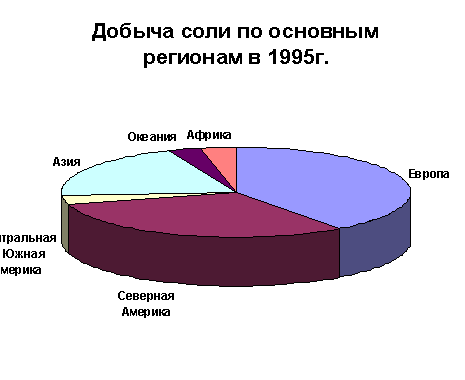 Добыча соли по основным
регионам в 1995г.
Океания
Африка
Азия
Европа
Южная
Северная
Америка